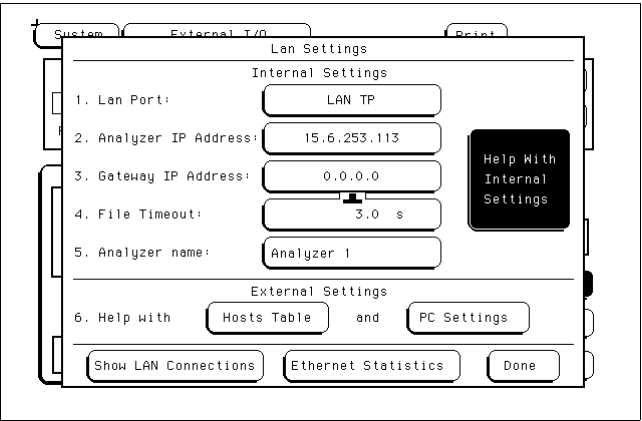 System External I/O Print
Lan Settings
Internal Settings
1. Lan Port: LAN TP
2. Analyzer IP Address: 15.6.253.113
3. Gateway IP Address: 0.0.0.0
4. File Timeout: 3.0 s
5. Analyzer name: Analyzer 1
Help With
Internal
Settings
External Settings
6. Help with Hosts Table and PC Settings
Show LAN Connections Ethernet Statistics Done